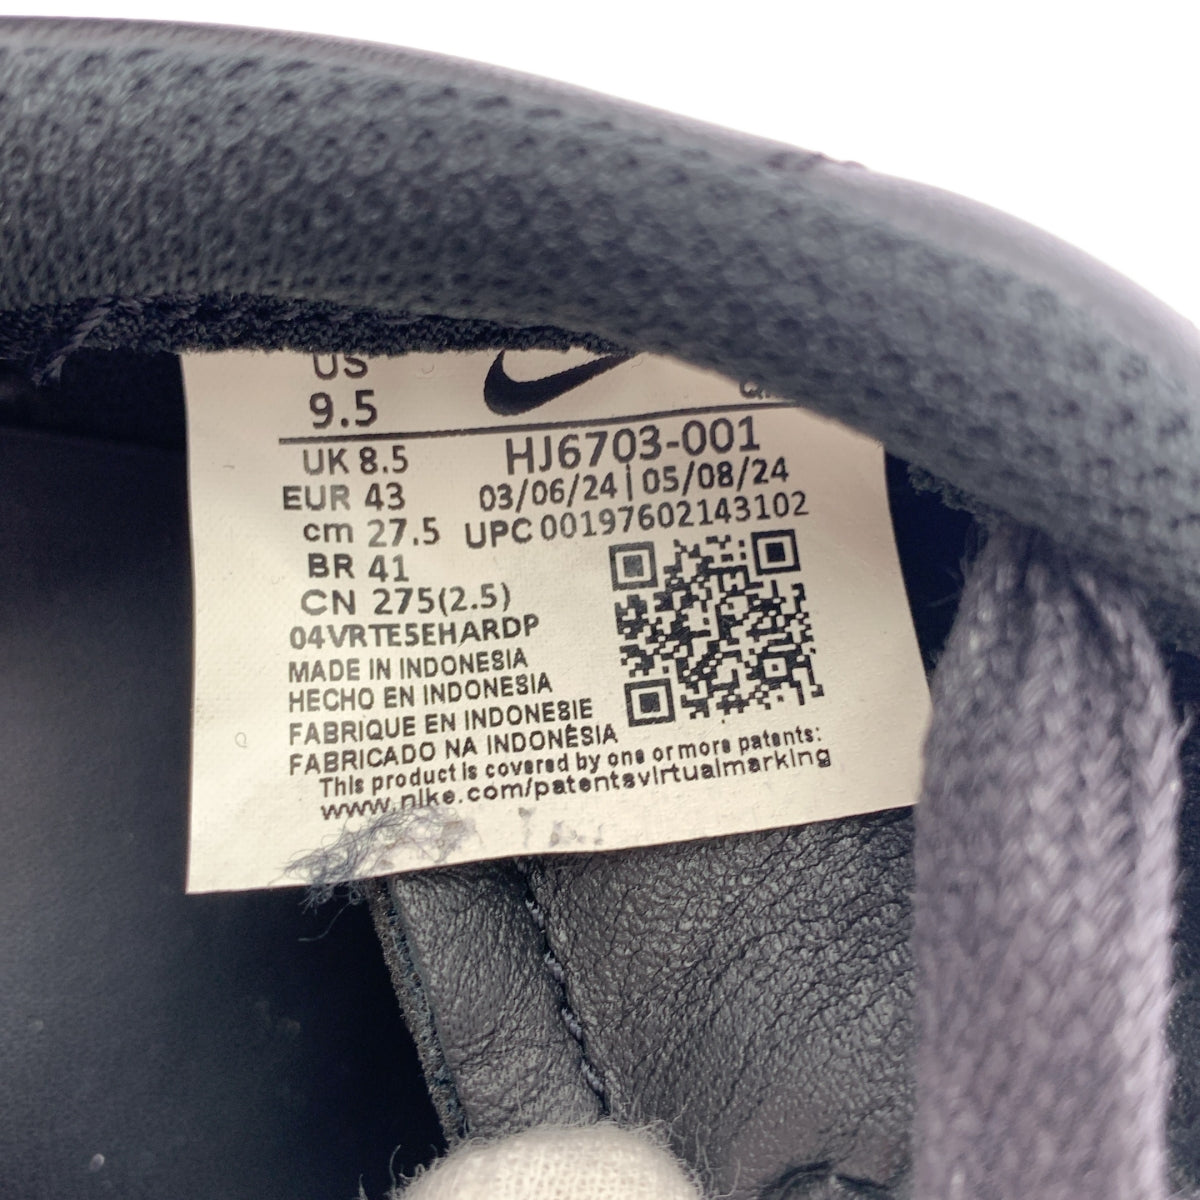 US
9.5
UK 8.5
EUR 43
cm 27.5
BR 41
CN 275(2.5)
HJ6703-001
03/06/24 | 05/08/24
UPC 00197602143102
04VRTE5EHARDP
MADE IN INDONESIA
HECHO EN INDONESIA
FABRIQUE EN INDONESIE
FABRICADO NA INDONÉSIA
This product is covered by one or more patents:
www.nike.com/patentsvirtualmarking